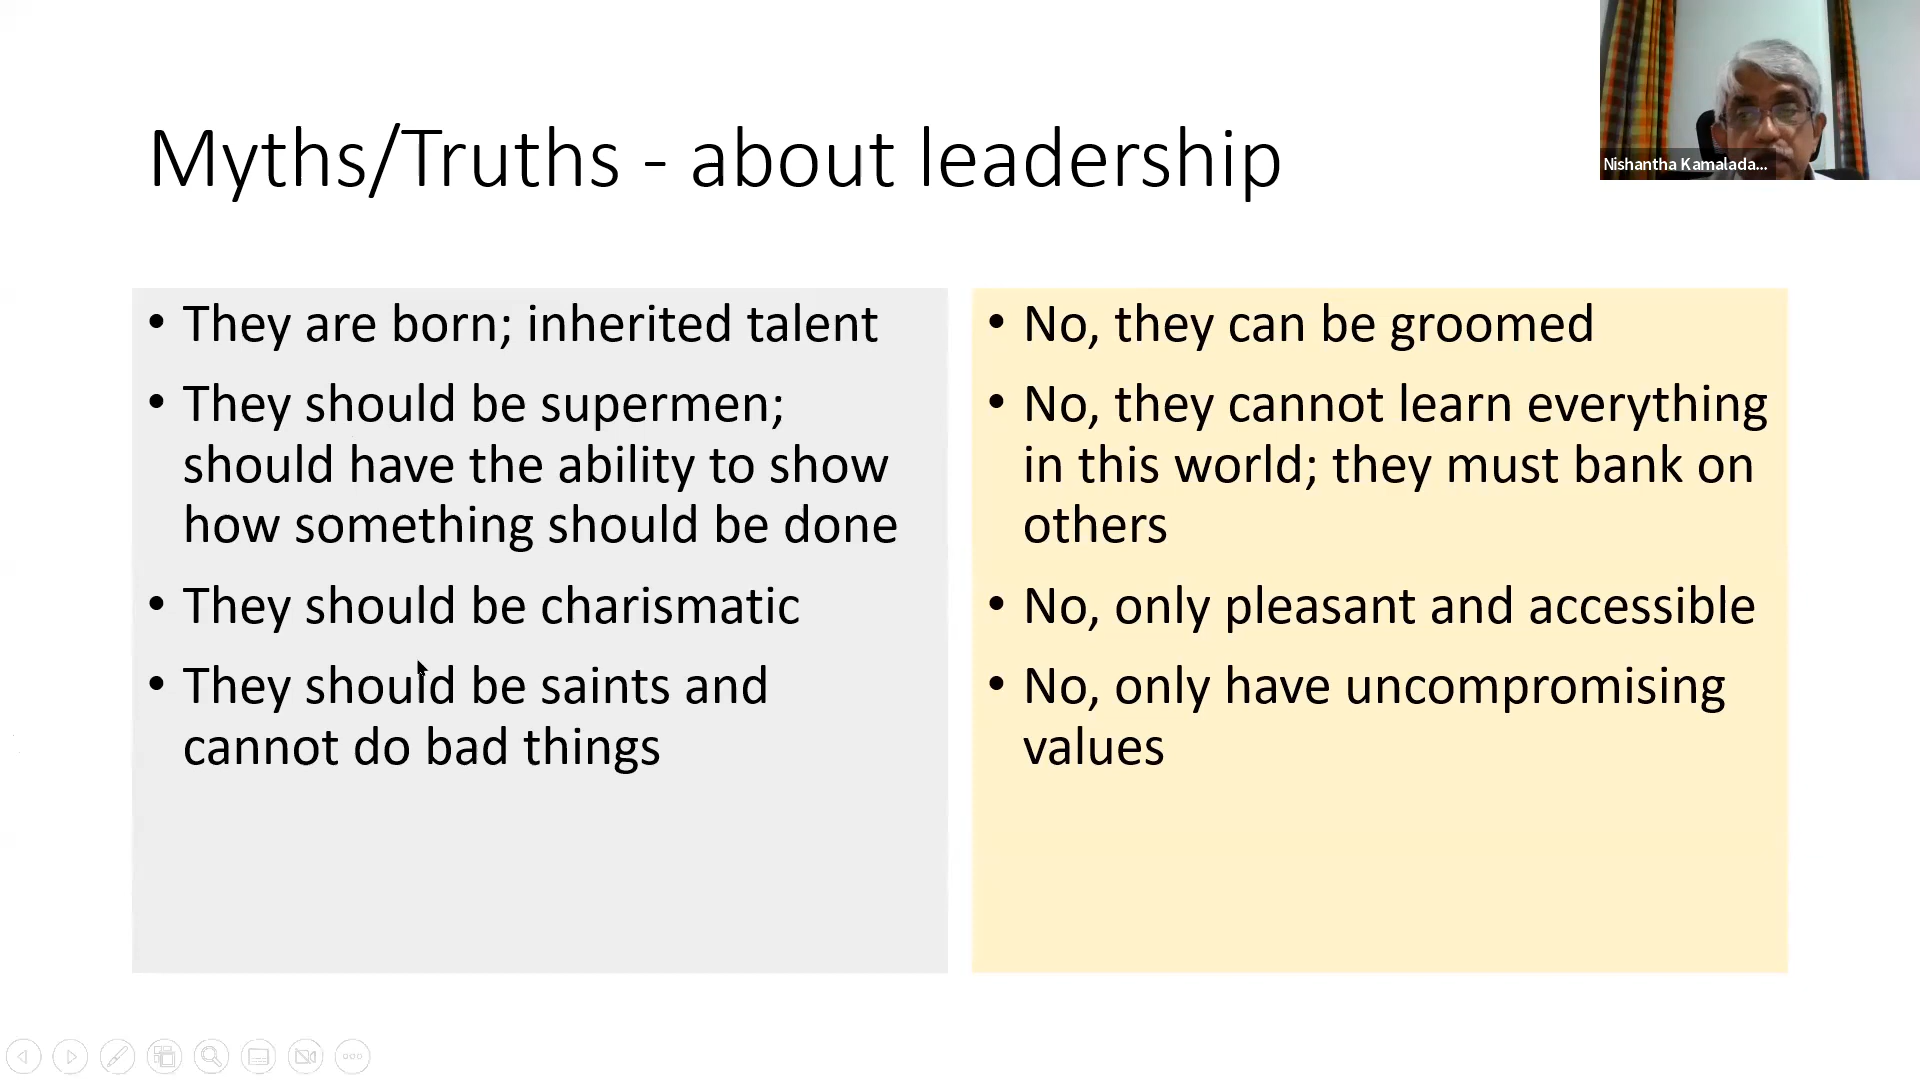 Myths/Truths - about leadership
Nishantha Kamalada...
• They are born; inherited talent
• They should be supermen;
should have the ability to show
how something should be done
• They should be charismatic
• They should be saints and
cannot do bad things
• No, they can be groomed
• No, they cannot learn everything
in this world; they must bank on
others
• No, only pleasant and accessible
• No, only have uncompromising
values